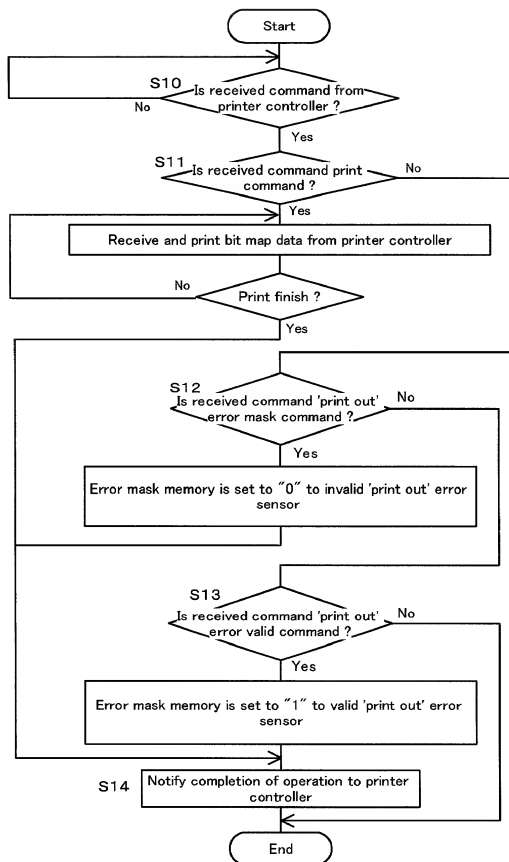 Start
S10
Is received command from
printer controller ?
No
Yes
S11
Is received command print
command ?
No
Yes
Receive and print bit map data from printer controller
No
Print finish ?
Yes
S12
Is received command 'print out'
error mask command ?
No
Yes
Error mask memory is set to "0" to invalid 'print out' error
sensor
S13
Is received command 'print out'
error valid command ?
No
Yes
Error mask memory is set to "1" to valid 'print out' error
sensor
S14
Notify completion of operation to printer
controller
End